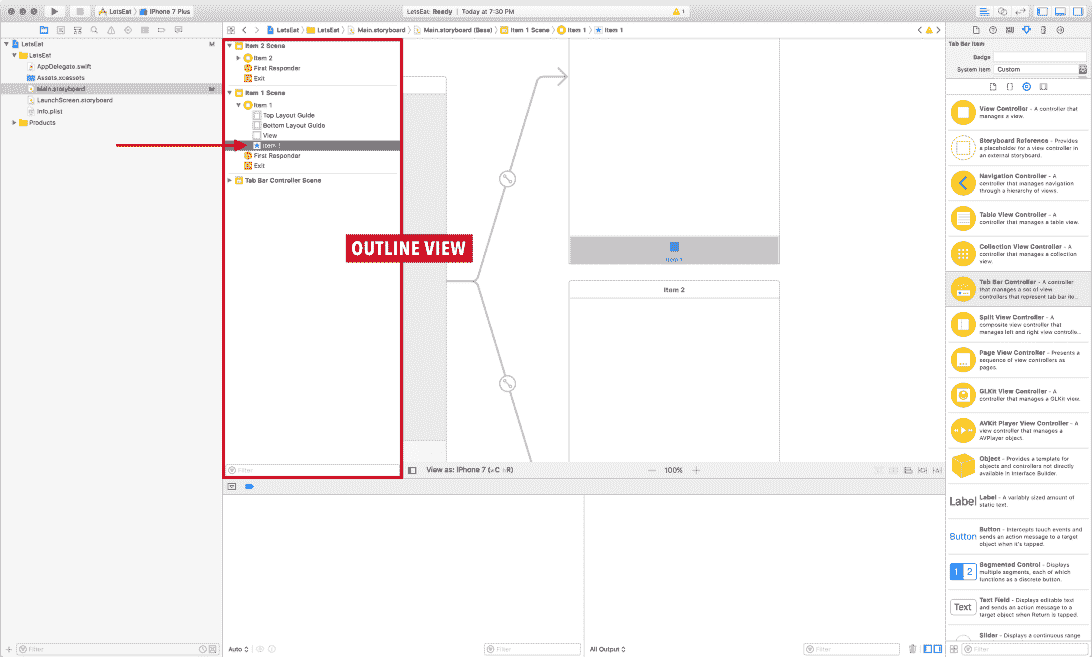 LetsEat
iPhone 7 Plus
LetsEat: Ready | Today at 7:30 PM
1
LetsEat
LetsEat
Main.storyboard
Main.storyboard (Base)
Item 1 Scene
Item 1
Item 1
LetsEat
M
LetsEat
AppDelegate.swift
Assets.xcassets
Main.storyboard
M
LaunchScreen.storyboard
Info.plist
Products
Item 2 Scene
Item 2
First Responder
Exit
Item 1 Scene
Item 1
Top Layout Guide
Bottom Layout Guide
View
Item 1
First Responder
Exit
Tab Bar Controller Scene
OUTLINE VIEW
Item 1
Item 2
Filter
View as: iPhone 7 (wC hR)
100%
Tab Bar Item
Badge
System Item
Custom
View Controller - A controller that
manages a view.
Storyboard Reference - Provides
a placeholder for a view controller in
an external storyboard.
Navigation Controller - A
controller that manages navigation
through a hierarchy of views.
Table View Controller - A
controller that manages a table view.
Collection View Controller - A
controller that manages a collection
view.
Tab Bar Controller - A controller
that manages a set of view
controllers that represent tab bar ite...
Split View Controller - A
composite view controller that
manages left and right view controlle...
Page View Controller - Presents a
sequence of view controllers as
pages.
GLKit View Controller - A
controller that manages a GLKit view.
AVKit Player View Controller - A
view controller that manages a
AVPlayer object.
Object - Provides a template for
objects and controllers not directly
available in Interface Builder.
Label
Label - A variably sized amount of
static text.
Button
Button - Intercepts touch events and
sends an action message to a target
object when it's tapped.
1 2
Segmented Control - Displays
multiple segments, each of which
functions as a discrete button.
Text
Text Field - Displays editable text
and sends an action message to a
target object when Return is tapped.
Slider - Displays a continuous range
Filter
Auto
Filter
All Output
Filter
Filter